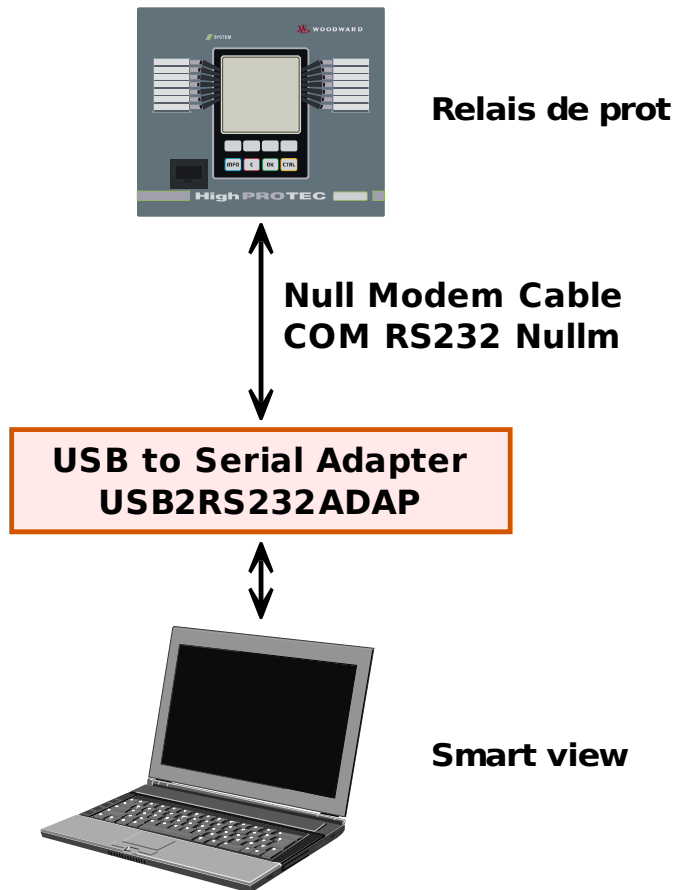 SYSTEM
WOODWARD
INFO C OK CTRL
HighPROTEC
Relais de prot
Null Modem Cable
COM RS232 Nullm
USB to Serial Adapter
USB2RS232ADAP
Smart view